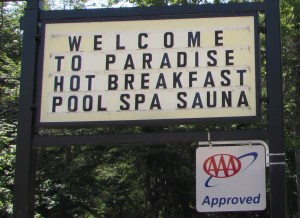 WELCOME
TO PARADISE
HOT BREAKFAST
POOL SPA SAUNA
AAA
Approved